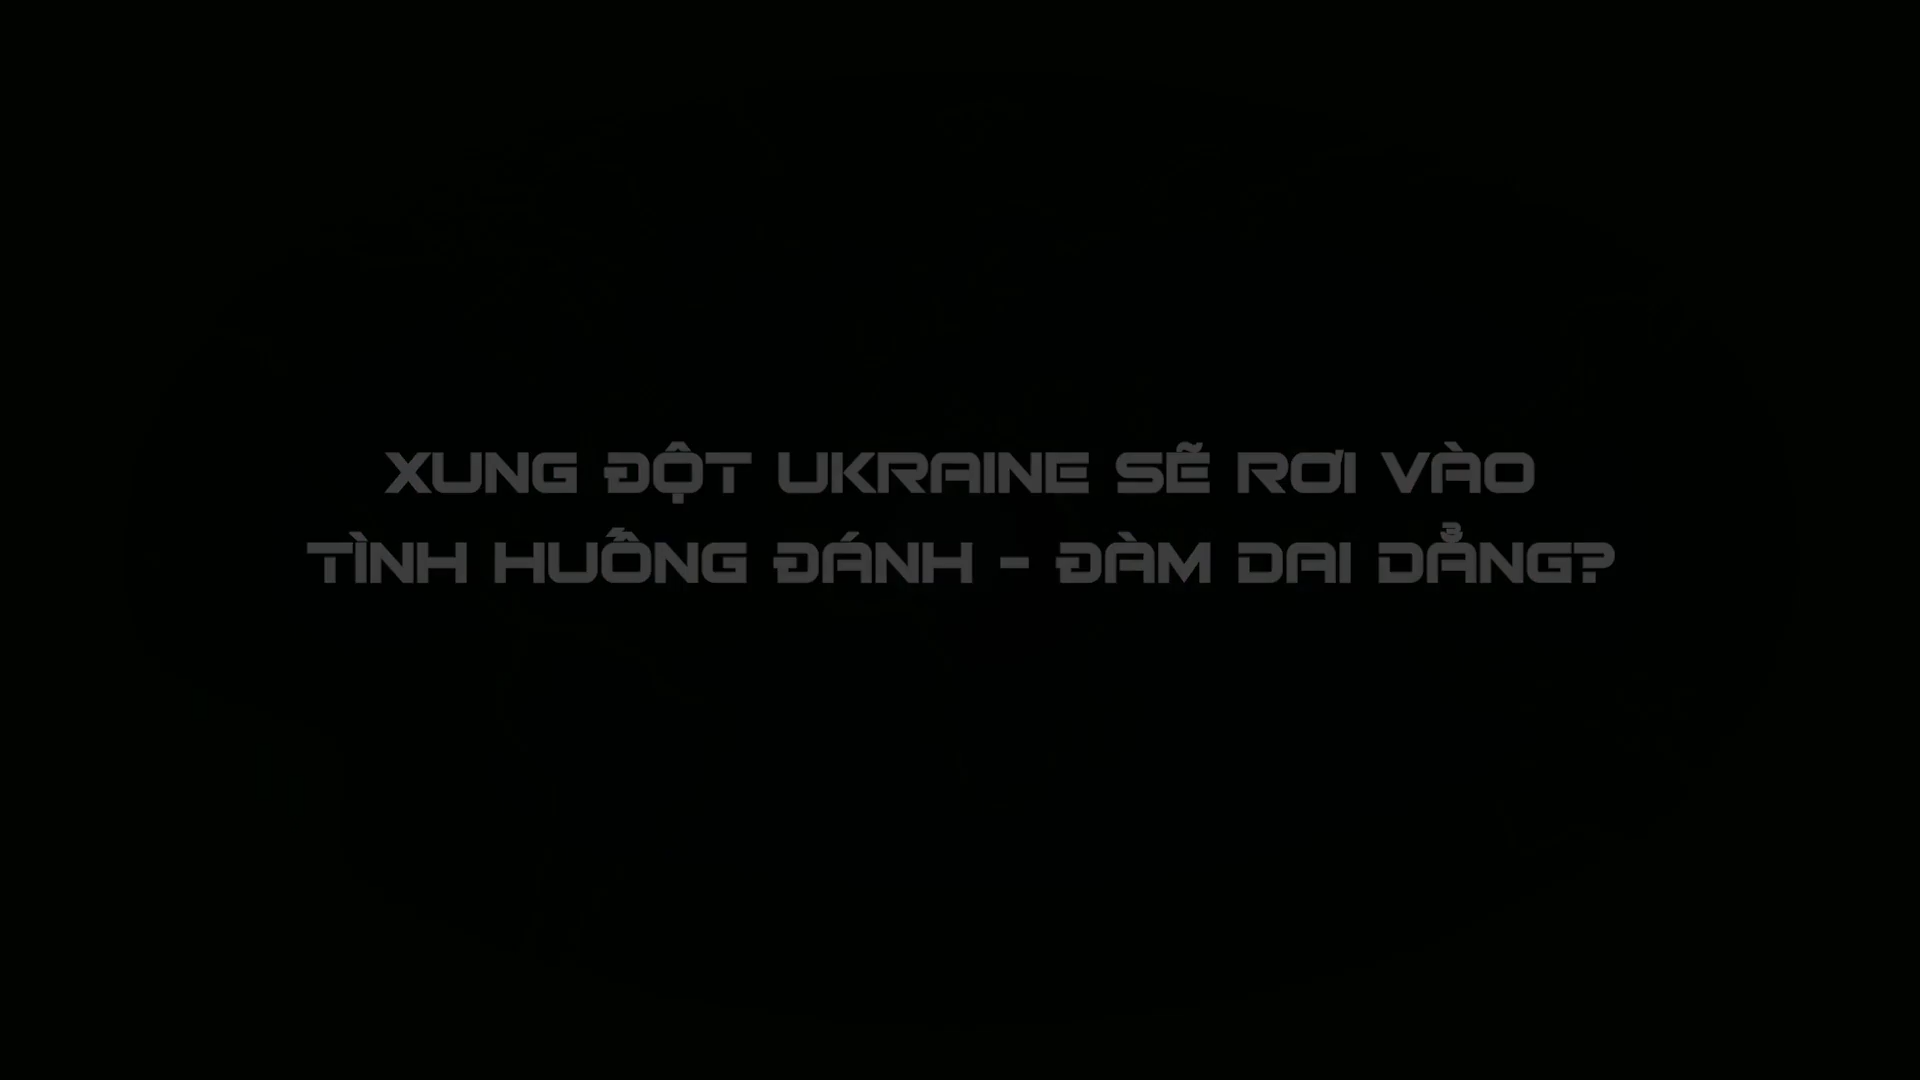 XUNG ĐỘT UKRAINE SẼ RƠI VÀO
TÌNH HUỐNG ĐÁNH - ĐÀM DAI DẲNG?